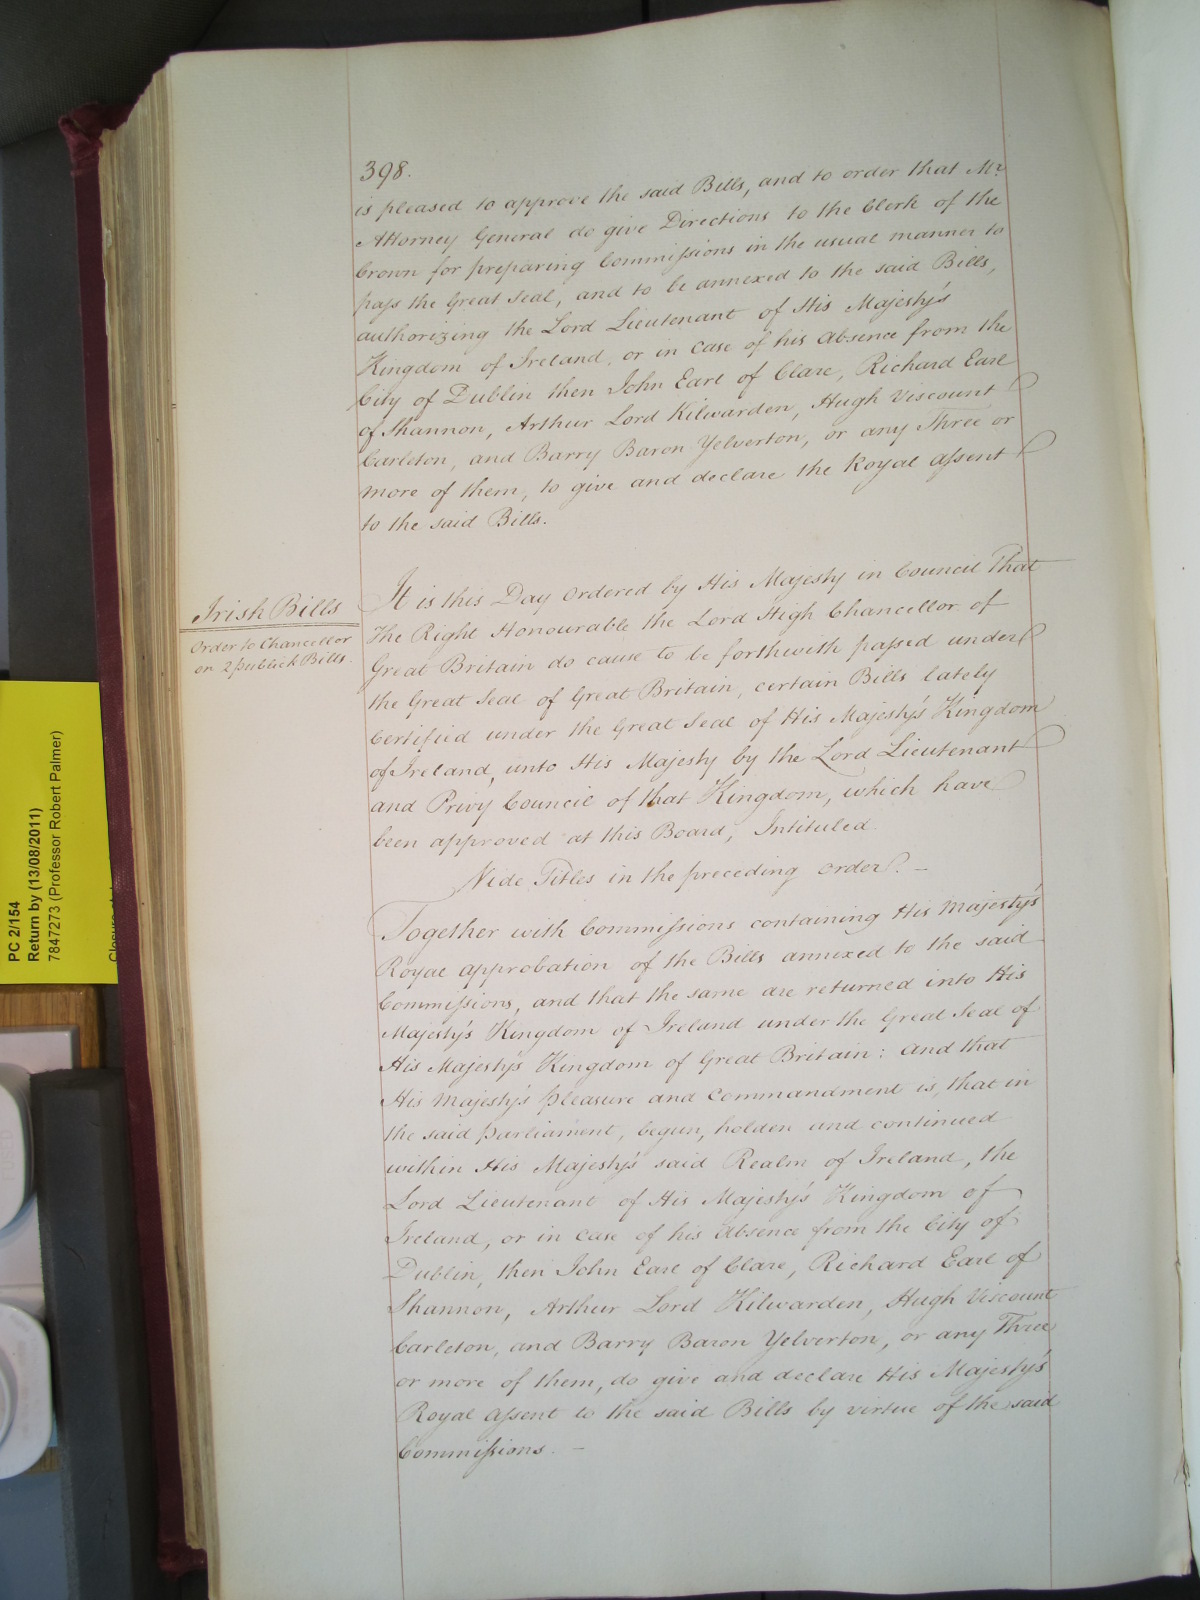 398.
is pleased to approve the said Bills, and to order that Mr.
Attorney General do give Directions to the Clerk of the
Crown for preparing Commissions in the usual manner to
pass the Great Seal, and to be annexed to the said Bills,
authorizing the Lord Lieutenant of His Majesty's
Kingdom of Ireland, or in case of his absence from the
City of Dublin then John Earl of Clare, Richard Earl
of Shannon, Arthur Lord Kilwarden, Hugh Viscount
Carleton, and Barry Baron Yelverton, or any Three or
more of them, to give and declare the Royal assent
to the said Bills.
Irish Bills
Order to Chancellor
on 2 publick Bills.
It is this Day Ordered by His Majesty in Council That
The Right Honourable the Lord High Chancellor of
Great Britain do cause to be forthwith passed under
the Great Seal of Great Britain, certain Bills lately
Certified under the Great Seal of His Majesty's Kingdom
of Ireland, unto His Majesty by the Lord Lieutenant
and Privy Council of that Kingdom, which have
been approved at this Board, Intituled
Vide Titles in the preceding order. –
Together with Commissions containing His Majesty's
Royal approbation of the Bills annexed to the said
Commissions, and that the same are returned into His
Majesty's Kingdom of Ireland under the Great Seal of
His Majesty's Kingdom of Great Britain: and that
His Majesty's pleasure and Commandment is, that in
the said parliament, begun, holden and continued
within His Majesty's said Realm of Ireland, the
Lord Lieutenant of His Majesty's Kingdom of
Ireland, or in case of his absence from the City of
Dublin, then John Earl of Clare, Richard Earl of
Shannon, Arthur Lord Kilwarden, Hugh Viscount
Carleton, and Barry Baron Yelverton, or any Three
or more of them, do give and declare His Majesty's
Royal assent to the said Bills by virtue of the said
Commissions. –
PC 2/154
Return by (13/08/2011)
7847273 (Professor Robert Palmer)